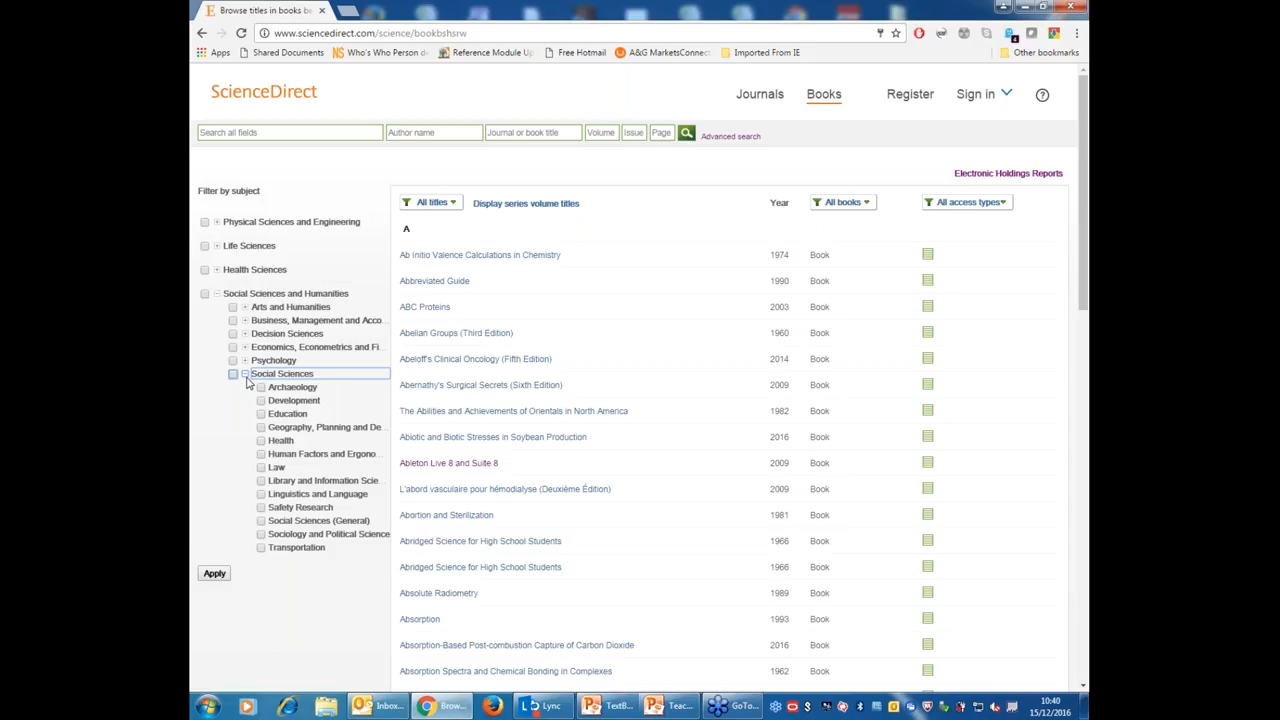 Browse titles in books be
www.sciencedirect.com/science/bookbshsrw
Apps Shared Documents Who's Who Person de Reference Module Up Free Hotmail A&G MarketsConnect Imported From IE Other bookmarks
ScienceDirect Journals Books Register Sign in ?
Search all fields Author name Journal or book title Volume Issue Page Advanced search
Electronic Holdings Reports
Filter by subject
All titles Display series volume titles Year All books All access types
A
Physical Sciences and Engineering
Life Sciences
Health Sciences
Social Sciences and Humanities
Arts and Humanities
Business, Management and Acco...
Decision Sciences
Economics, Econometrics and Fi...
Psychology
Social Sciences
Archaeology
Development
Education
Geography, Planning and De...
Health
Human Factors and Ergono...
Law
Library and Information Scie...
Linguistics and Language
Safety Research
Social Sciences (General)
Sociology and Political Science
Transportation
Apply
Ab Initio Valence Calculations in Chemistry 1974 Book
Abbreviated Guide 1990 Book
ABC Proteins 2003 Book
Abelian Groups (Third Edition) 1960 Book
Abeloff's Clinical Oncology (Fifth Edition) 2014 Book
Abernathy's Surgical Secrets (Sixth Edition) 2009 Book
The Abilities and Achievements of Orientals in North America 1982 Book
Abiotic and Biotic Stresses in Soybean Production 2016 Book
Ableton Live 8 and Suite 8 2009 Book
L'abord vasculaire pour hémodialyse (Deuxième Édition) 2009 Book
Abortion and Sterilization 1981 Book
Abridged Science for High School Students 1966 Book
Abridged Science for High School Students 1966 Book
Absolute Radiometry 1989 Book
Absorption 1993 Book
Absorption-Based Post-combustion Capture of Carbon Dioxide 2016 Book
Absorption Spectra and Chemical Bonding in Complexes 1962 Book
Inbox... Brow... Lync TextB... Teac... GoTo...
10:40
15/12/2016